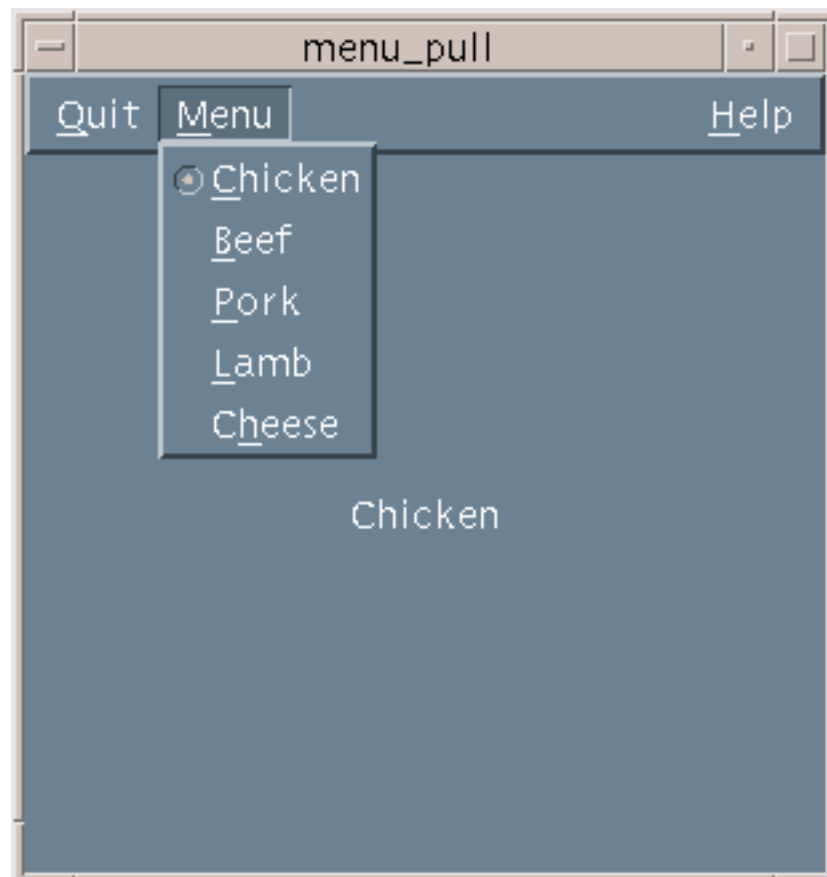 menu_pull
Quit Menu Help
Chicken
Beef
Pork
Lamb
Cheese
Chicken